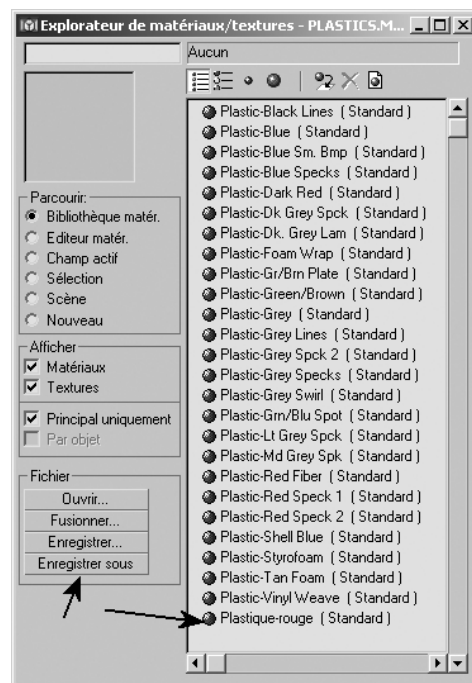 Explorateur de matériaux/textures - PLASTICS.M...
Aucun
Parcourir:
Bibliothèque matér.
Editeur matér.
Champ actif
Sélection
Scène
Nouveau
Afficher
Matériaux
Textures
Principal uniquement
Par objet
Fichier
Ouvrir...
Fusionner...
Enregistrer...
Enregistrer sous
Plastic-Black Lines ( Standard )
Plastic-Blue ( Standard )
Plastic-Blue Sm. Bmp ( Standard )
Plastic-Blue Specks ( Standard )
Plastic-Dark Red ( Standard )
Plastic-Dk Grey Spck ( Standard )
Plastic-Dk. Grey Lam ( Standard )
Plastic-Foam Wrap ( Standard )
Plastic-Gr/Brn Plate ( Standard )
Plastic-Green/Brown ( Standard )
Plastic-Grey ( Standard )
Plastic-Grey Lines ( Standard )
Plastic-Grey Spck 2 ( Standard )
Plastic-Grey Specks ( Standard )
Plastic-Grey Swirl ( Standard )
Plastic-Grn/Blu Spot ( Standard )
Plastic-Lt Grey Spck ( Standard )
Plastic-Md Grey Spk ( Standard )
Plastic-Red Fiber ( Standard )
Plastic-Red Speck 1 ( Standard )
Plastic-Red Speck 2 ( Standard )
Plastic-Shell Blue ( Standard )
Plastic-Styrofoam ( Standard )
Plastic-Tan Foam ( Standard )
Plastic-Vinyl Weave ( Standard )
Plastique-rouge ( Standard )